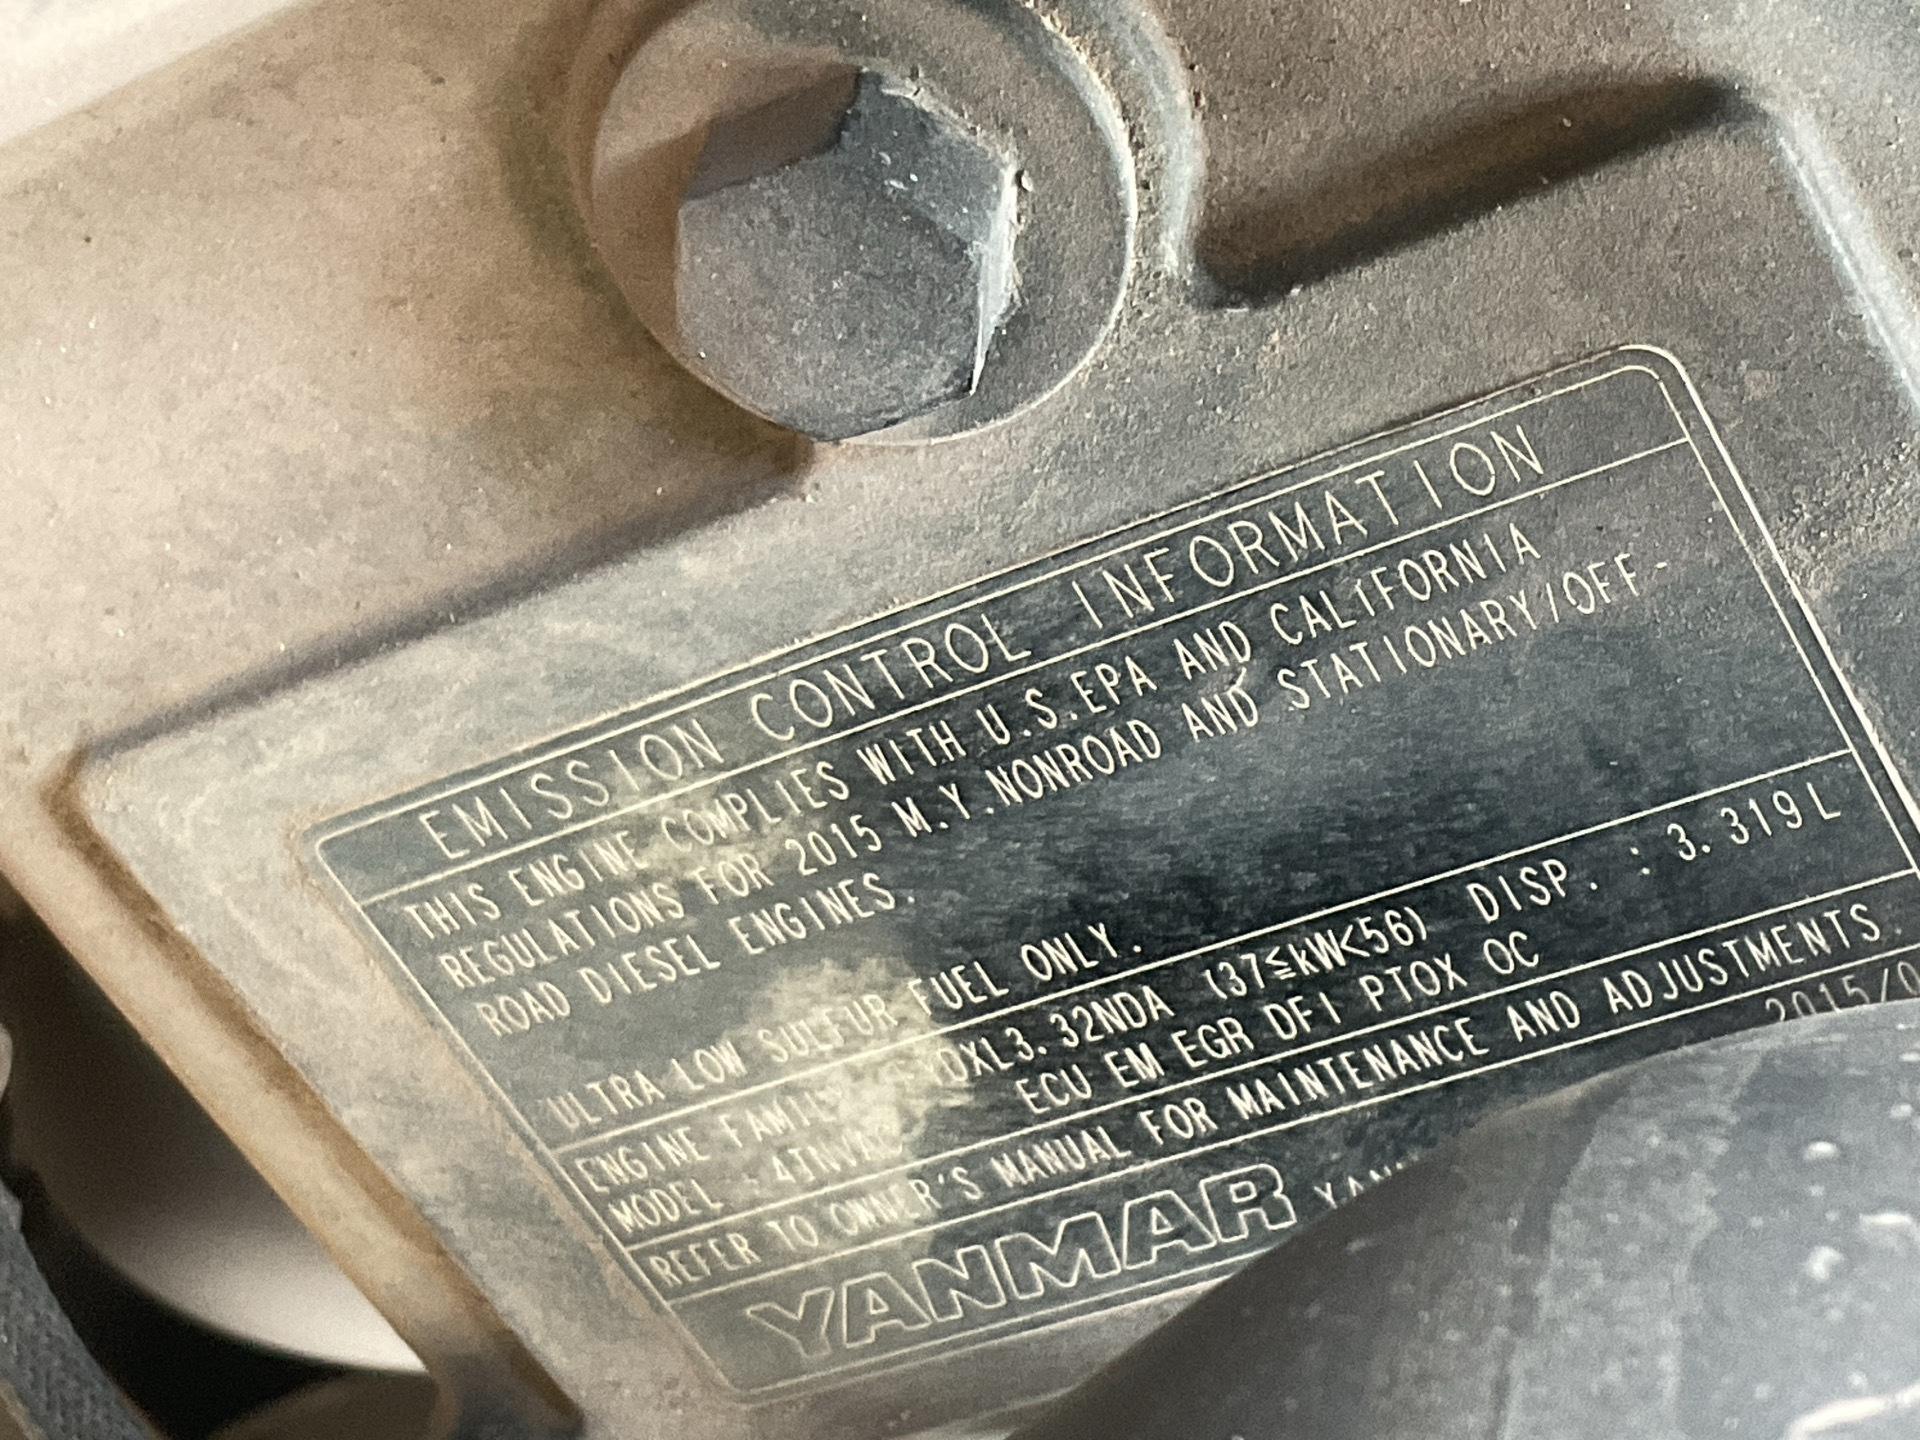 EMISSION CONTROL INFORMATION
THIS ENGINE COMPLIES WITH U.S.EPA AND CALIFORNIA
REGULATIONS FOR 2015 M.Y.NONROAD AND STATIONARY/OFF-
ROAD DIESEL ENGINES.
ULTRA LOW SULFUR FUEL ONLY.
ENGINE FAMILY (37≦kW<56) DISP. : 3.319L
MODEL : ECU EM EGR DFI PTOX OC
REFER TO OWNER'S MANUAL FOR MAINTENANCE AND ADJUSTMENTS.
YANMAR